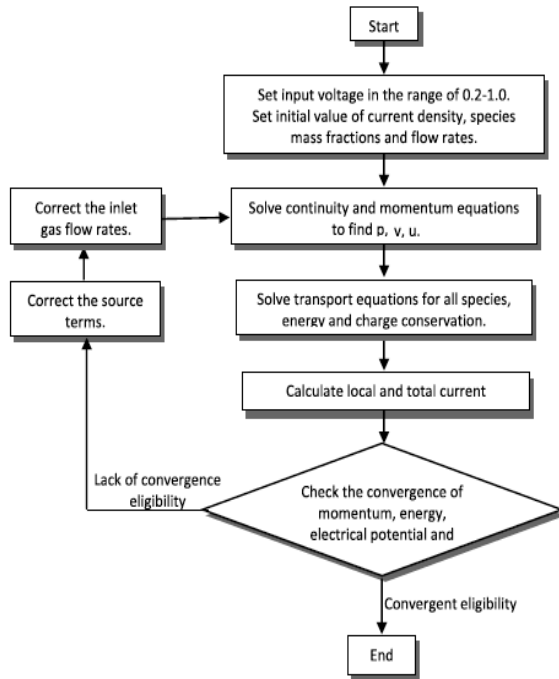 Start
Set input voltage in the range of 0.2-1.0.
Set initial value of current density, species
mass fractions and flow rates.
Correct the inlet
gas flow rates.
Solve continuity and momentum equations
to find p, v, u.
Correct the source
terms.
Solve transport equations for all species,
energy and charge conservation.
Calculate local and total current
Lack of convergence
eligibility
Check the convergence of
momentum, energy,
electrical potential and
Convergent eligibility
End